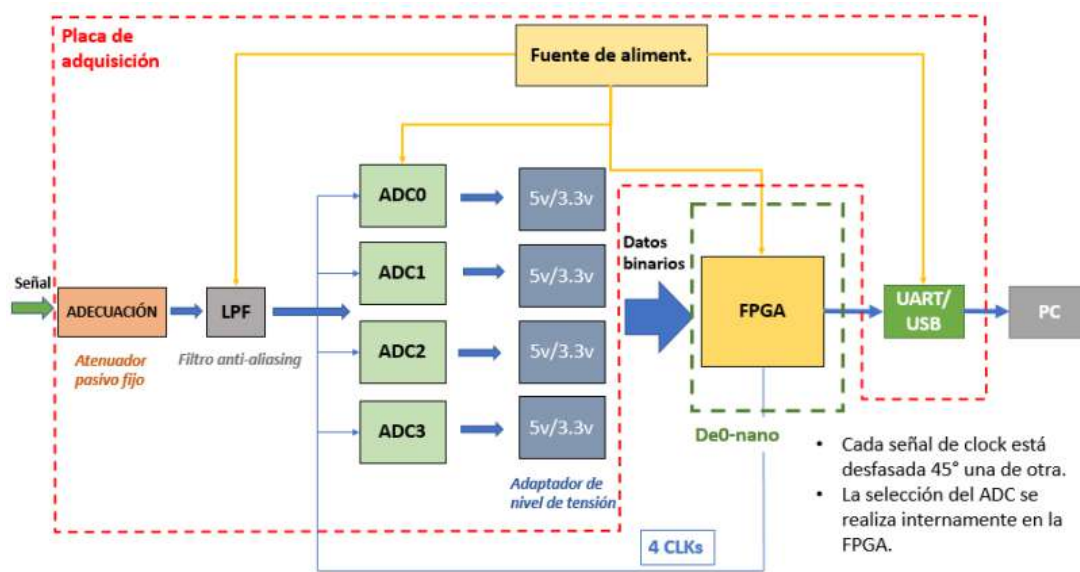 Placa de
adquisición
Fuente de aliment.
ADC0
5v/3.3v
ADC1
5v/3.3v
Datos
binarios
Señal
ADECUACIÓN
LPF
FPGA
UART/
USB
PC
ADC2
5v/3.3v
Atenuador
pasivo fijo
Filtro anti-aliasing
ADC3
5v/3.3v
De0-nano
Adaptador de
nivel de tensión
4 CLKs
• Cada señal de clock está
desfasada 45° una de otra.
• La selección del ADC se
realiza internamente en la
FPGA.